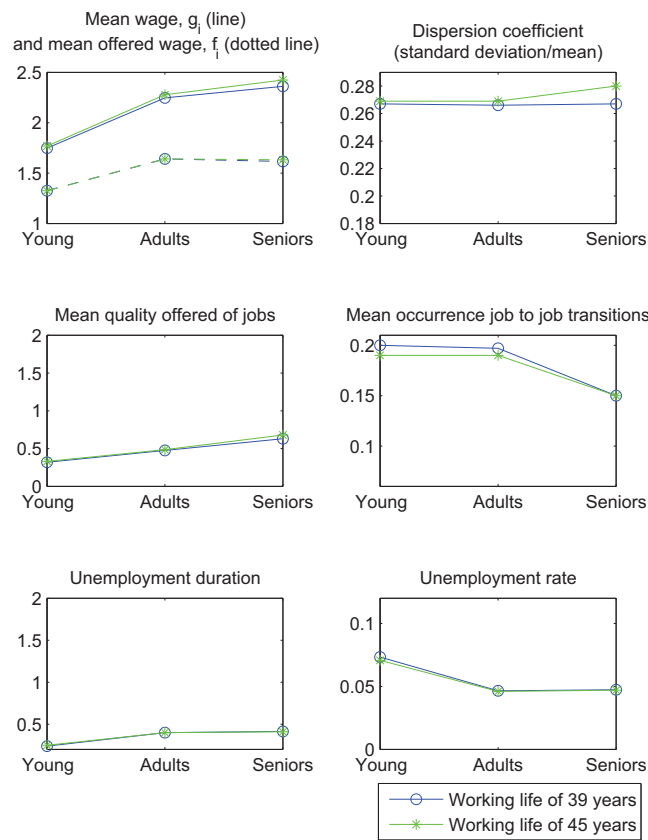 Mean wage, g_i (line)
and mean offered wage, f_i (dotted line)
2.5
2
1.5
1
Young
Adults
Seniors
Dispersion coefficient
(standard deviation/mean)
0.28
0.26
0.24
0.22
0.2
0.18
Young
Adults
Seniors
Mean quality offered of jobs
2
1.5
1
0.5
0
Young
Adults
Seniors
Mean occurrence job to job transitions
0.2
0.15
0.1
Young
Adults
Seniors
Unemployment duration
2
1.5
1
0.5
Young
Adults
Seniors
Unemployment rate
0.1
0.05
0
Young
Adults
Seniors
Working life of 39 years
Working life of 45 years